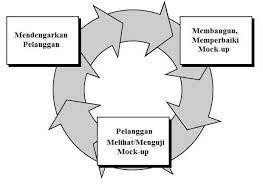 Mendengarkan
Pelanggan
Membangun,
Memperbaiki
Mock-up
Pelanggan
Melihat/Menguji
Mock-up